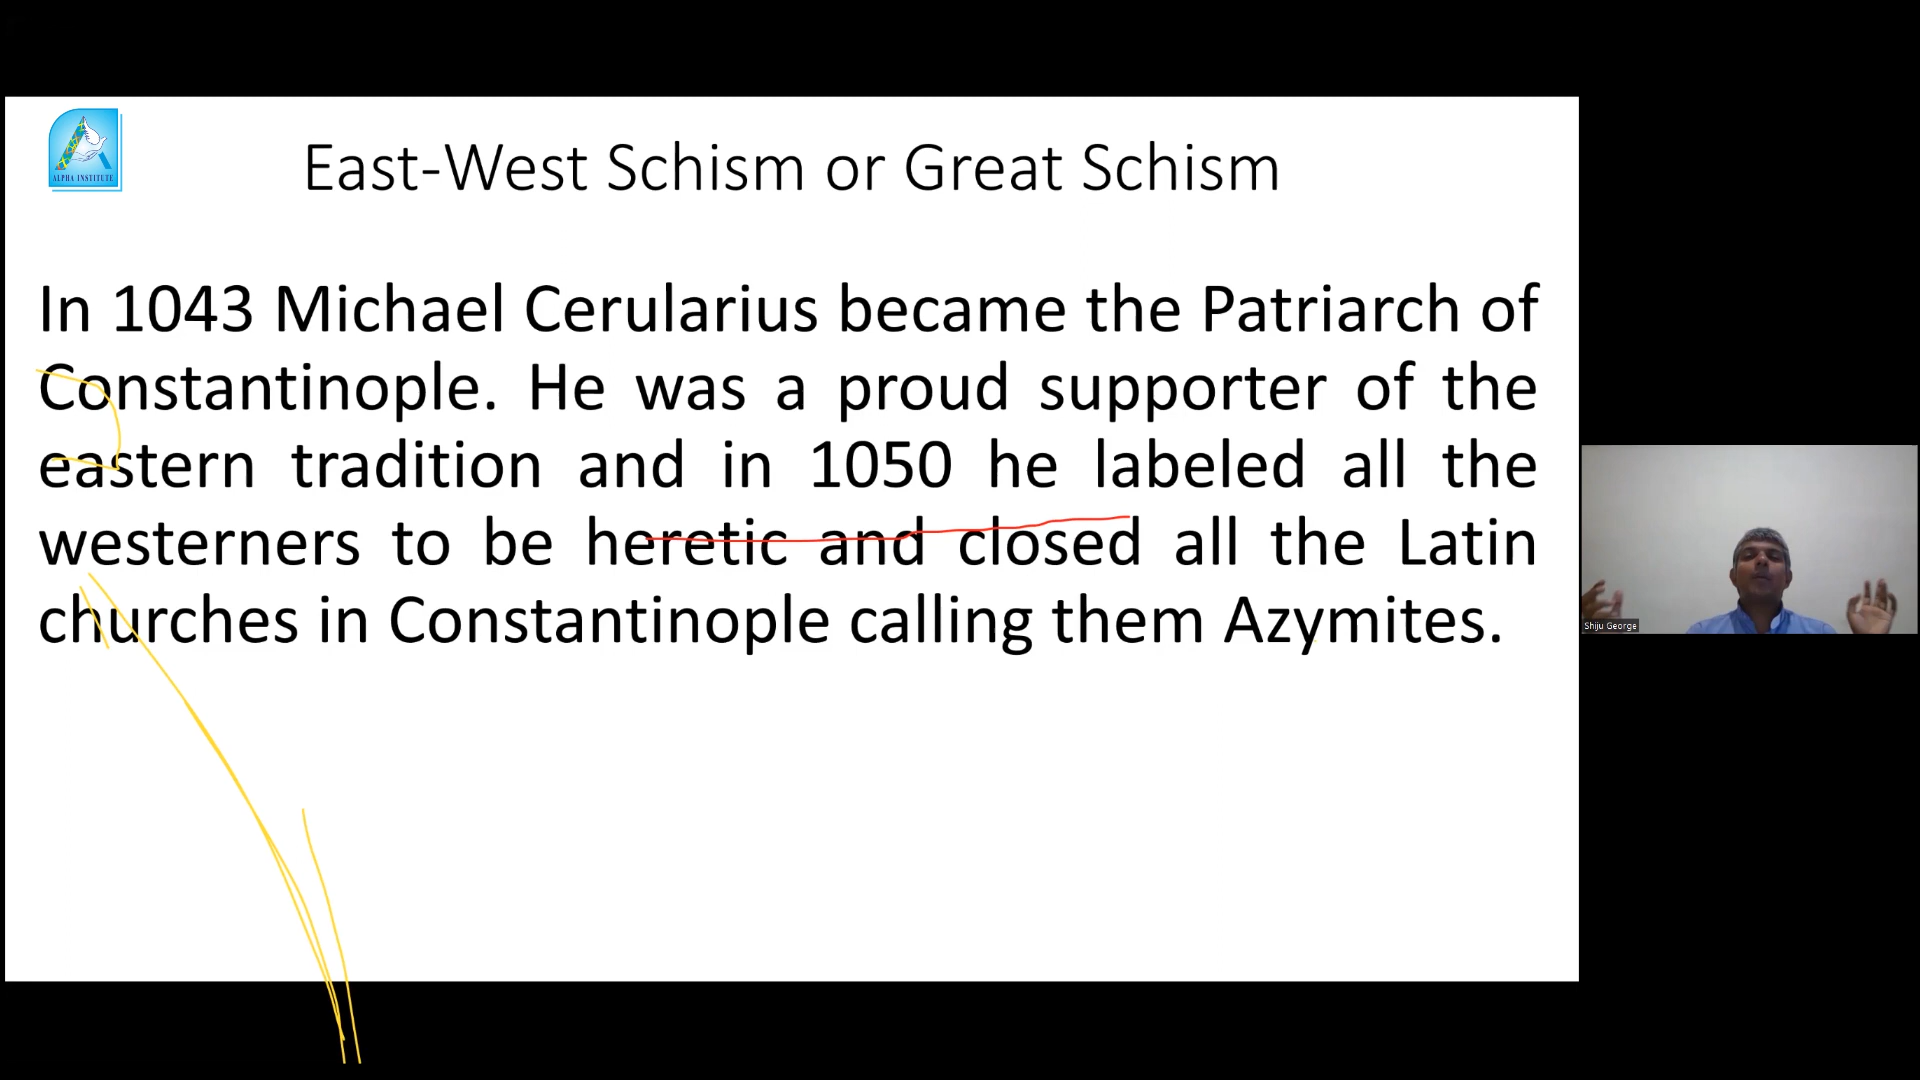 ALPHA INSTITUTE
East-West Schism or Great Schism
In 1043 Michael Cerularius became the Patriarch of
Constantinople. He was a proud supporter of the
eastern tradition and in 1050 he labeled all the
westerners to be heretic and closed all the Latin
churches in Constantinople calling them Azymites.
Shiju George